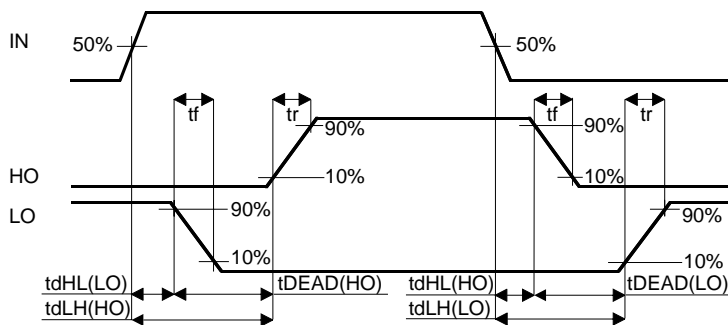 IN
50%
50%
tf
tr
tf
tr
90%
90%
HO
10%
10%
LO
90%
90%
10%
10%
tdHL(LO)
tDEAD(HO)
tdHL(HO)
tDEAD(LO)
tdLH(HO)
tdLH(LO)